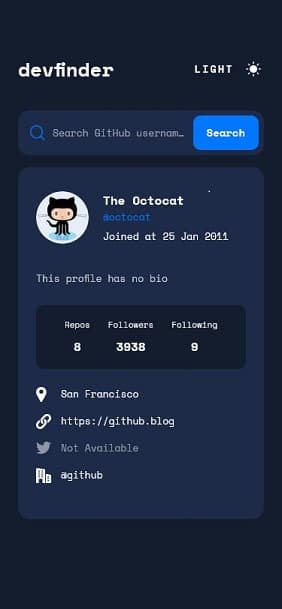 devfinder
LIGHT
Search GitHub usernam…
Search
The Octocat
@octocat
Joined at 25 Jan 2011
This profile has no bio
Repos Followers Following
8 3938 9
San Francisco
https://github.blog
Not Available
@github